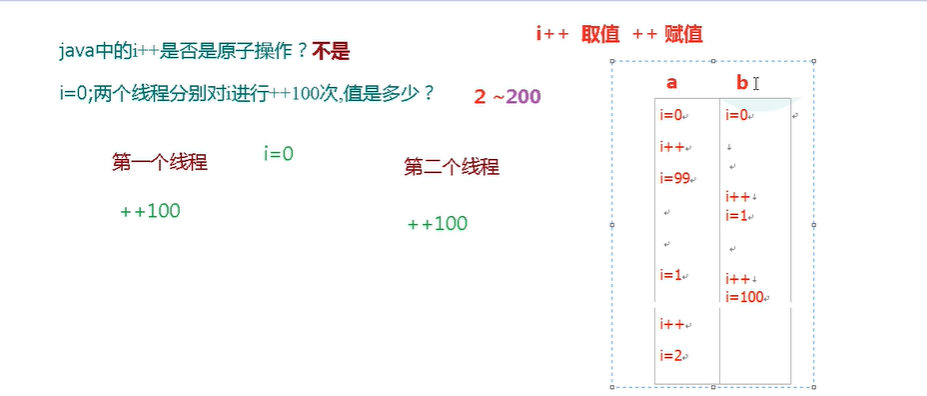 i++ 取值 ++ 赋值
java中的i++是否是原子操作？不是
i=0;两个线程分别对i进行++100次,值是多少？ 2 ~200
第一个线程
i=0
第二个线程
++100
++100
a b
i=0 i=0
i++
i=99
i++
i=1
i=1
i++
i=100
i++
i=2